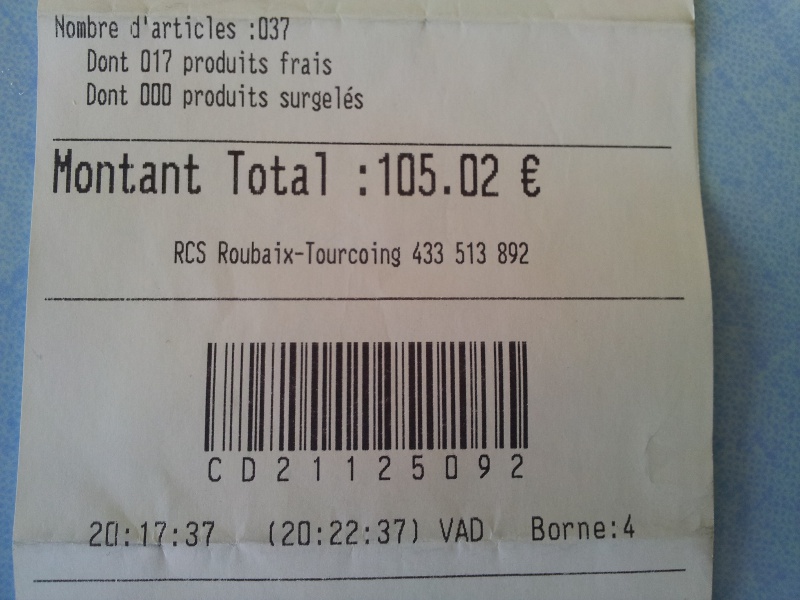 Nombre d'articles :037
Dont 017 produits frais
Dont 000 produits surgelés
Montant Total :105.02 €
RCS Roubaix-Tourcoing 433 513 892
CD21125092
20:17:37 (20:22:37) VAD Borne:4